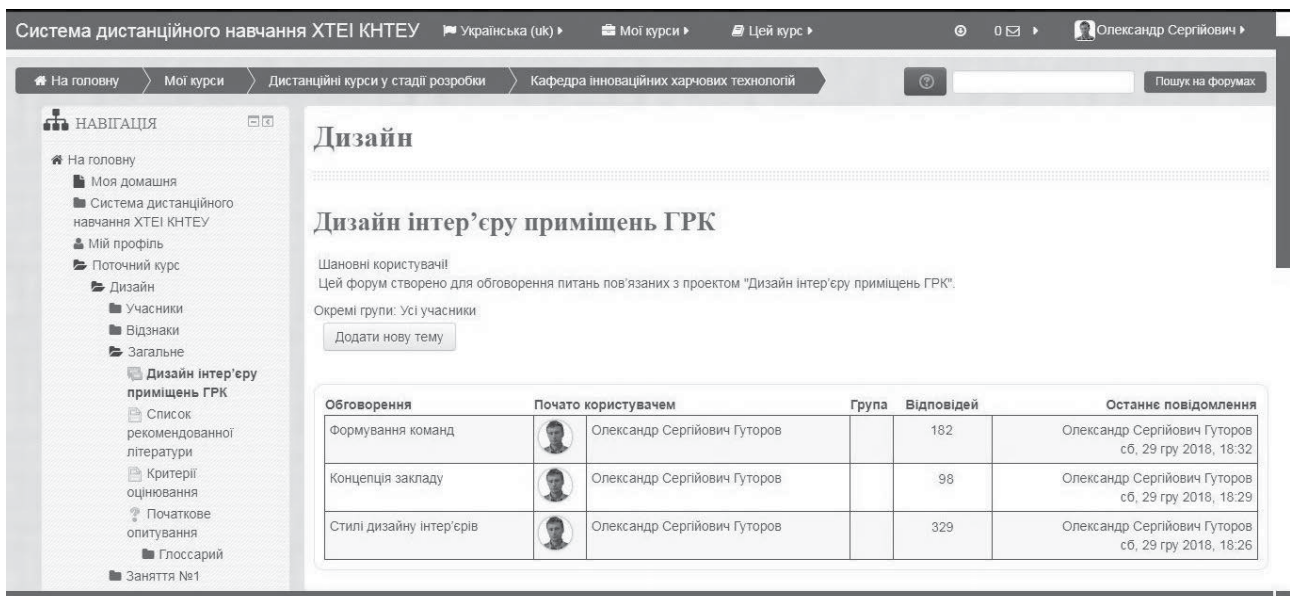 Система дистанційного навчання ХТЕІ КНТЕУ Українська (uk) Мої курси Цей курс 0 Олександр Сергійович
На головну Мої курси Дистанційні курси у стадії розробки Кафедра інноваційних харчових технологій Пошук на форумах
НАВІГАЦІЯ
На головну
Моя домашня
Система дистанційного
навчання ХТЕІ КНТЕУ
Мій профіль
Поточний курс
Дизайн
Учасники
Відзнаки
Загальне
Дизайн інтер'єру
приміщень ГРК
Список
рекомендованної
літератури
Критерії
оцінювання
Початкове
опитування
Глоссарий
Заняття №1
Дизайн
Дизайн інтер’єру приміщень ГРК
Шановні користувачі!
Цей форум створено для обговорення питань пов'язаних з проектом "Дизайн інтер'єру приміщень ГРК".
Окремі групи: Усі учасники
Додати нову тему
Обговорення Почато користувачем Група Відповідей Останнє повідомлення
Формування команд Олександр Сергійович Гуторов 182 Олександр Сергійович Гуторов
сб, 29 гру 2018, 18:32
Концепція закладу Олександр Сергійович Гуторов 98 Олександр Сергійович Гуторов
сб, 29 гру 2018, 18:29
Стилі дизайну інтер'єрів Олександр Сергійович Гуторов 329 Олександр Сергійович Гуторов
сб, 29 гру 2018, 18:26